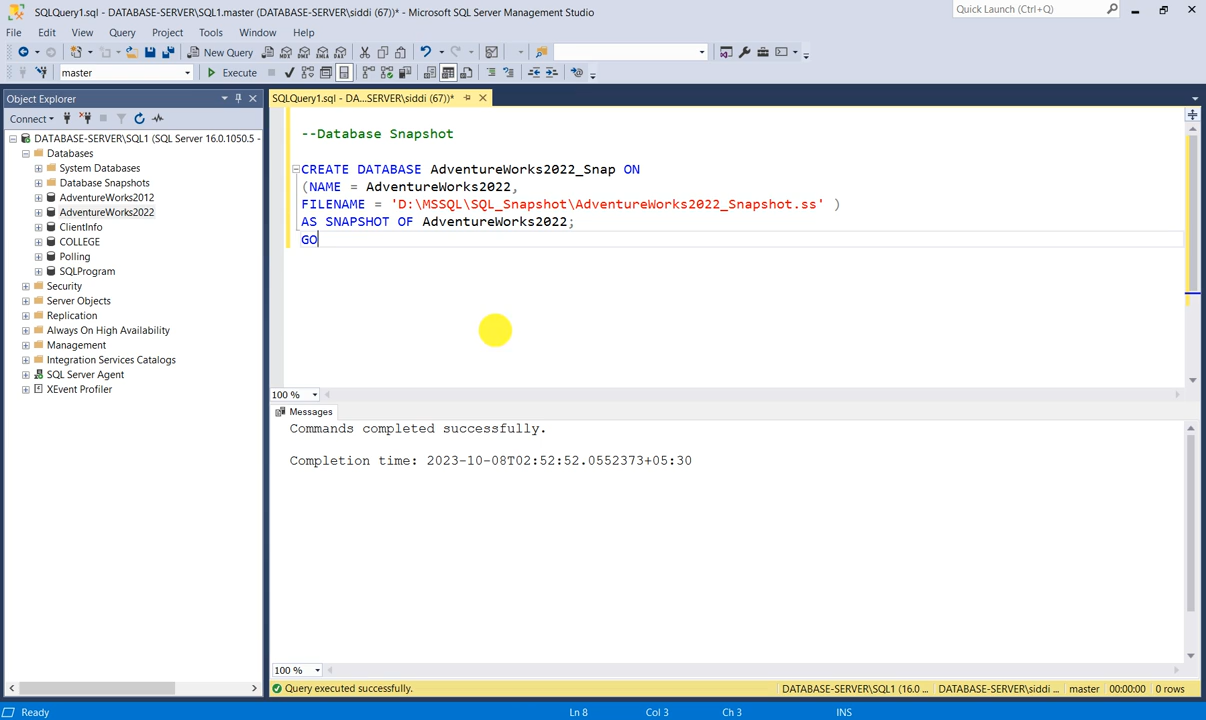 SQLQuery1.sql - DATABASE-SERVER\SQL1.master (DATABASE-SERVER\siddi (67))* - Microsoft SQL Server Management Studio
Quick Launch (Ctrl+Q)
File Edit View Query Project Tools Window Help
New Query
master
Execute
Object Explorer
Connect
DATABASE-SERVER\SQL1 (SQL Server 16.0.1050.5 -
Databases
System Databases
Database Snapshots
AdventureWorks2012
AdventureWorks2022
ClientInfo
COLLEGE
Polling
SQLProgram
Security
Server Objects
Replication
Always On High Availability
Management
Integration Services Catalogs
SQL Server Agent
XEvent Profiler
SQLQuery1.sql - DA...SERVER\siddi (67))*
--Database Snapshot
CREATE DATABASE AdventureWorks2022_Snap ON
(NAME = AdventureWorks2022,
FILENAME = 'D:\MSSQL\SQL_Snapshot\AdventureWorks2022_Snapshot.ss' )
AS SNAPSHOT OF AdventureWorks2022;
GO
100 %
Messages
Commands completed successfully.
Completion time: 2023-10-08T02:52:52.0552373+05:30
100 %
Query executed successfully.
DATABASE-SERVER\SQL1 (16.0 ... DATABASE-SERVER\siddi ... master 00:00:00 0 rows
Ready Ln 8 Col 3 Ch 3 INS